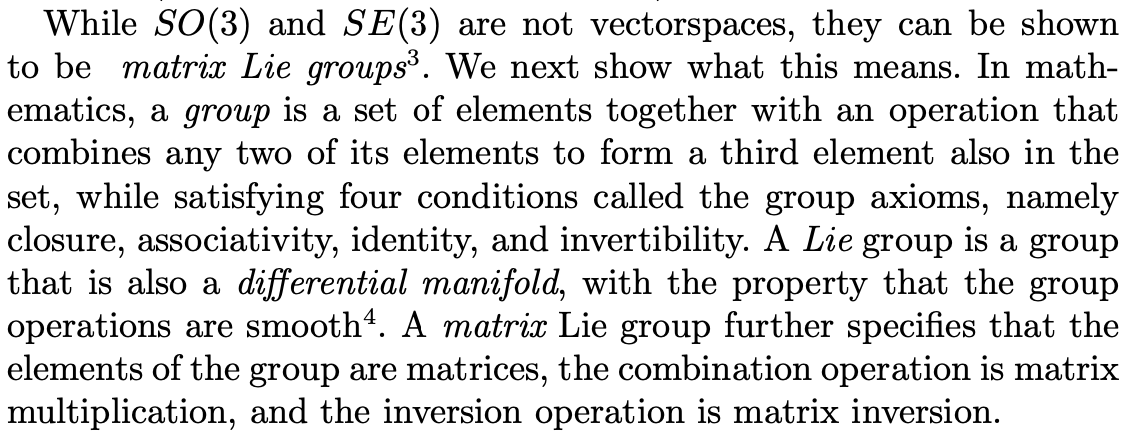 While SO(3) and SE(3) are not vectorspaces, they can be shown
to be matrix Lie groups³. We next show what this means. In math-
ematics, a group is a set of elements together with an operation that
combines any two of its elements to form a third element also in the
set, while satisfying four conditions called the group axioms, namely
closure, associativity, identity, and invertibility. A Lie group is a group
that is also a differential manifold, with the property that the group
operations are smooth⁴. A matrix Lie group further specifies that the
elements of the group are matrices, the combination operation is matrix
multiplication, and the inversion operation is matrix inversion.